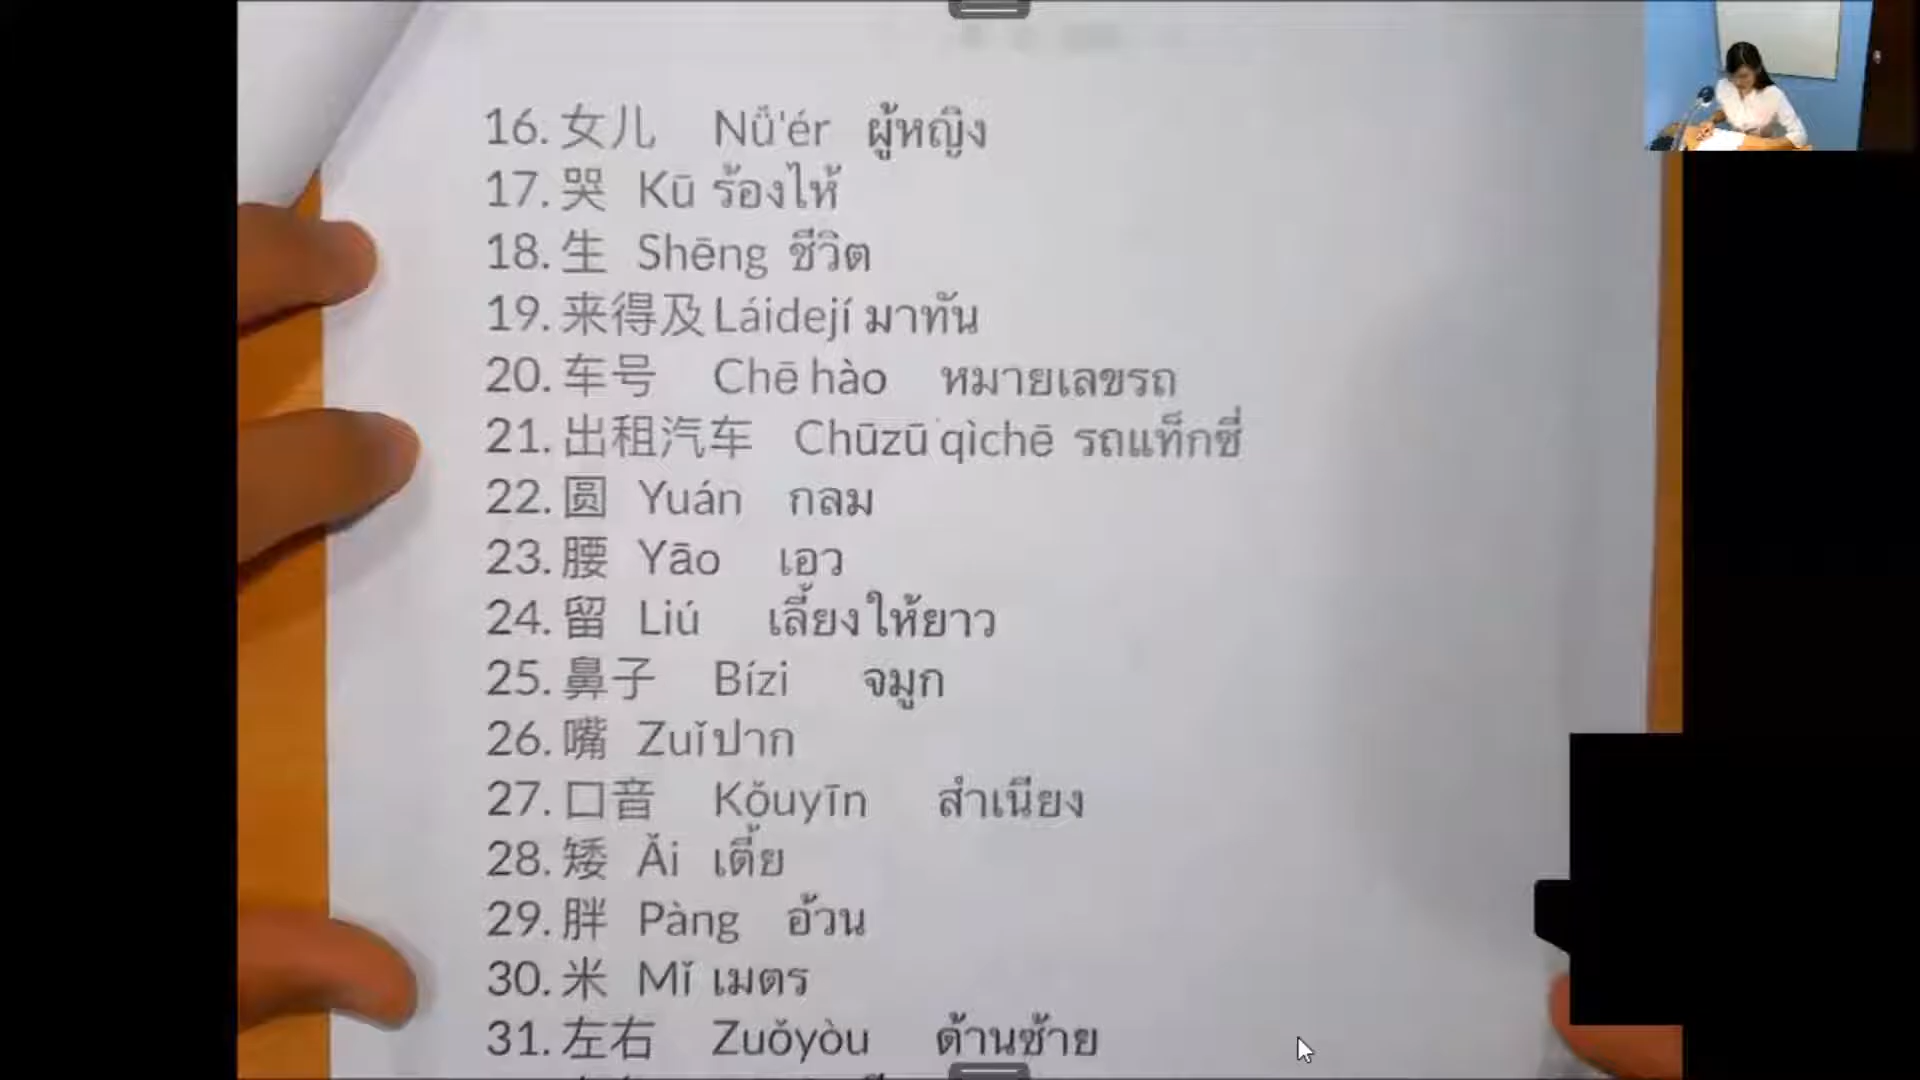 16. 女儿 Nǚ'ér ผู้หญิง
17. 哭 Kū ร้องไห้
18. 生 Shēng ชีวิต
19. 来得及 Láidejí มาทัน
20. 车号 Chē hào หมายเลขรถ
21. 出租汽车 Chūzū qìchē รถแท็กซี่
22. 圆 Yuán กลม
23. 腰 Yāo เอว
24. 留 Liú เลี้ยงให้ยาว
25. 鼻子 Bízi จมูก
26. 嘴 Zuǐ ปาก
27. 口音 Kǒuyīn สำเนียง
28. 矮 Ǎi เตี้ย
29. 胖 Pàng อ้วน
30. 米 Mǐ เมตร
31. 左右 Zuǒyòu ด้านซ้าย